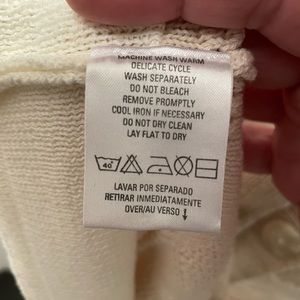 MACHINE WASH WARM
DELICATE CYCLE
WASH SEPARATELY
DO NOT BLEACH
REMOVE PROMPTLY
COOL IRON IF NECESSARY
DO NOT DRY CLEAN
LAY FLAT TO DRY
40°
LAVAR POR SEPARADO
RETIRAR INMEDIATAMENTE
OVER/AU VERSO